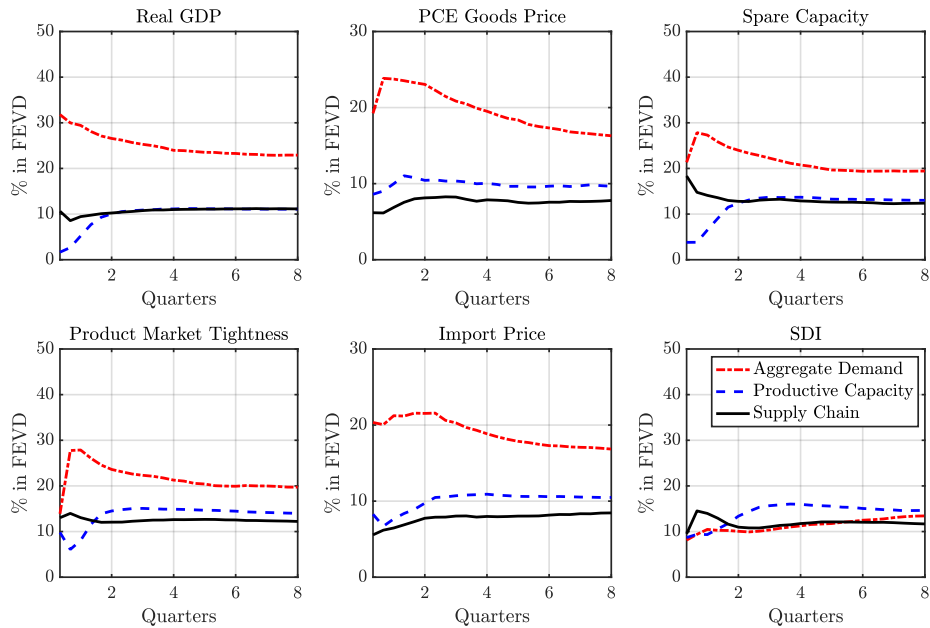 Real GDP
% in FEVD
50
40
30
20
10
0
2
4
6
8
Quarters
PCE Goods Price
% in FEVD
30
20
10
0
2
4
6
8
Quarters
Spare Capacity
% in FEVD
50
40
30
20
10
0
2
4
6
8
Quarters
Product Market Tightness
% in FEVD
50
40
30
20
10
0
2
4
6
8
Quarters
Import Price
% in FEVD
30
20
10
0
2
4
6
8
Quarters
SDI
% in FEVD
50
40
30
20
10
0
2
4
6
8
Quarters
Aggregate Demand
Productive Capacity
Supply Chain